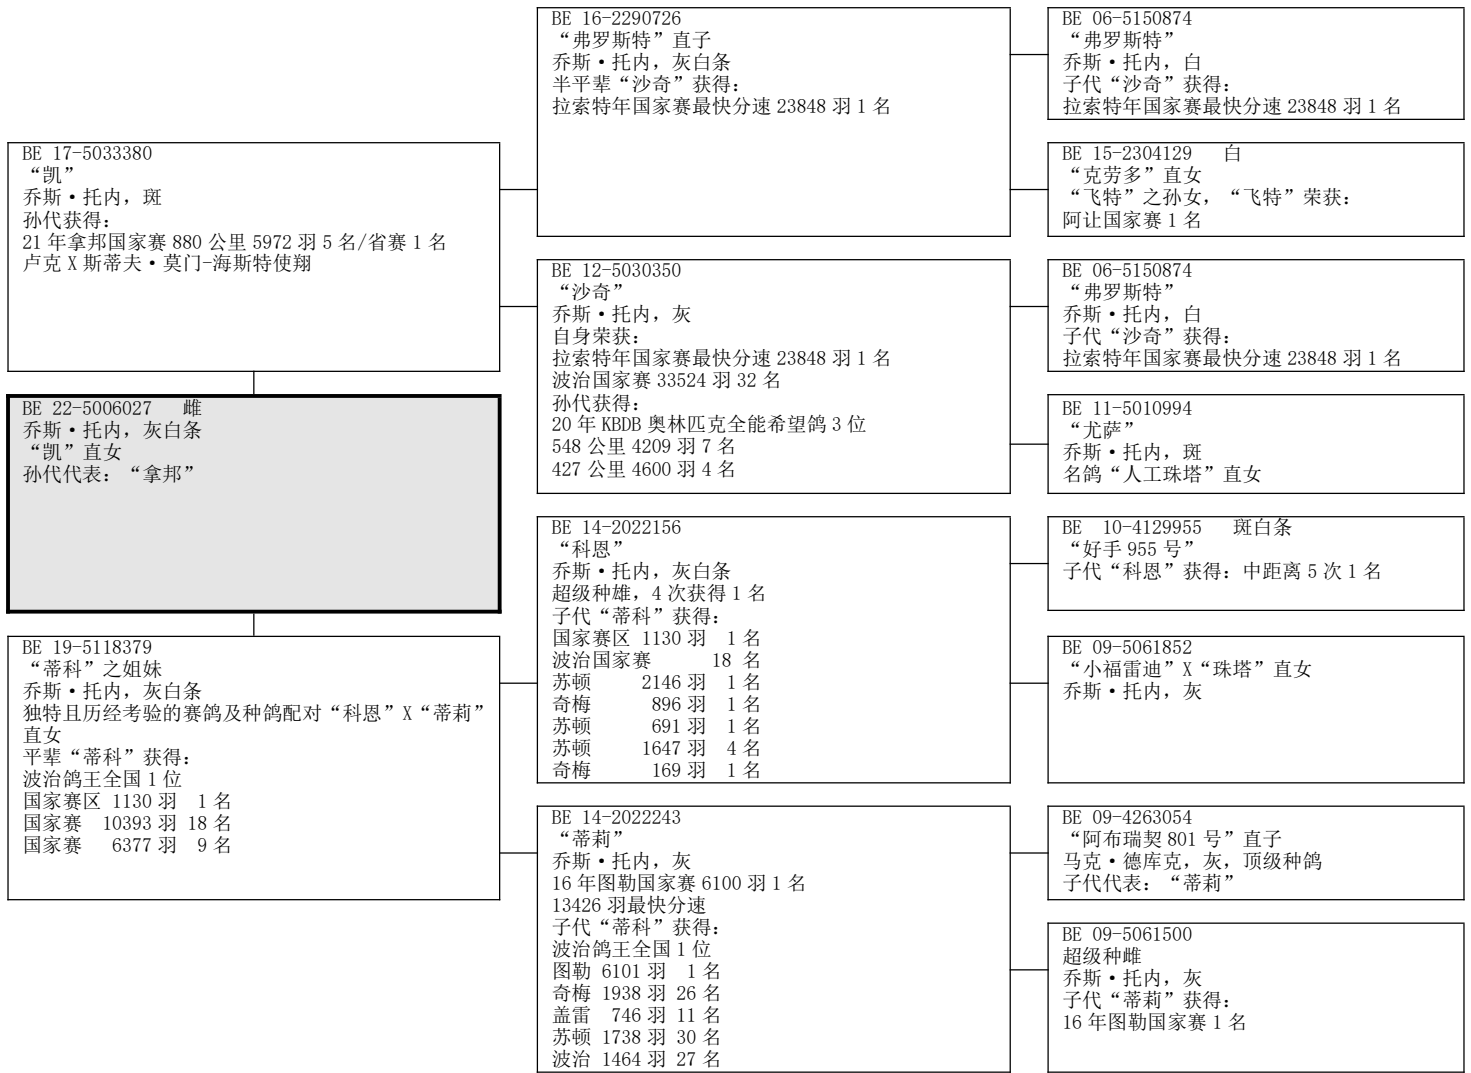 BE 17-5033380
“凯”
乔斯·托内，斑
孙代获得：
21 年拿邦国家赛 880 公里 5972 羽 5 名/省赛 1 名
卢克 X 斯蒂夫·莫门-海斯特使翔
BE 22-5006027 雌
乔斯·托内，灰白条
“凯”直女
孙代代表：“拿邦”
BE 19-5118379
“蒂科”之姐妹
乔斯·托内，灰白条
独特且历经考验的赛鸽及种鸽配对“科恩”X“蒂莉”
直女
平辈“蒂科”获得：
波治鸽王全国 1 位
国家赛区 1130 羽 1 名
国家赛 10393 羽 18 名
国家赛 6377 羽 9 名
BE 16-2290726
“弗罗斯特”直子
乔斯·托内，灰白条
半平辈“沙奇”获得：
拉索特年国家赛最快分速 23848 羽 1 名
BE 12-5030350
“沙奇”
乔斯·托内，灰
自身荣获：
拉索特年国家赛最快分速 23848 羽 1 名
波治国家赛 33524 羽 32 名
孙代获得：
20 年 KBDB 奥林匹克全能希望鸽 3 位
548 公里 4209 羽 7 名
427 公里 4600 羽 4 名
BE 14-2022156
“科恩”
乔斯·托内，灰白条
超级种雄，4 次获得 1 名
子代“蒂科”获得：
国家赛区 1130 羽 1 名
波治国家赛 18 名
苏顿 2146 羽 1 名
奇梅 896 羽 1 名
苏顿 691 羽 1 名
苏顿 1647 羽 4 名
奇梅 169 羽 1 名
BE 14-2022243
“蒂莉”
乔斯·托内，灰
16 年图勒国家赛 6100 羽 1 名
13426 羽最快分速
子代“蒂科”获得：
波治鸽王全国 1 位
图勒 6101 羽 1 名
奇梅 1938 羽 26 名
盖雷 746 羽 11 名
苏顿 1738 羽 30 名
波治 1464 羽 27 名
BE 06-5150874
“弗罗斯特”
乔斯·托内，白
子代“沙奇”获得：
拉索特年国家赛最快分速 23848 羽 1 名
BE 15-2304129 白
“克劳多”直女
“飞特”之孙女，“飞特”荣获：
阿让国家赛 1 名
BE 06-5150874
“弗罗斯特”
乔斯·托内，白
子代“沙奇”获得：
拉索特年国家赛最快分速 23848 羽 1 名
BE 11-5010994
“尤萨”
乔斯·托内，斑
名鸽“人工珠塔”直女
BE 10-4129955 斑白条
“好手 955 号”
子代“科恩”获得：中距离 5 次 1 名
BE 09-5061852
“小福雷迪”X“珠塔”直女
乔斯·托内，灰
BE 09-4263054
“阿布瑞契 801 号”直子
马克·德库克，灰，顶级种鸽
子代代表：“蒂莉”
BE 09-5061500
超级种雌
乔斯·托内，灰
子代“蒂莉”获得：
16 年图勒国家赛 1 名